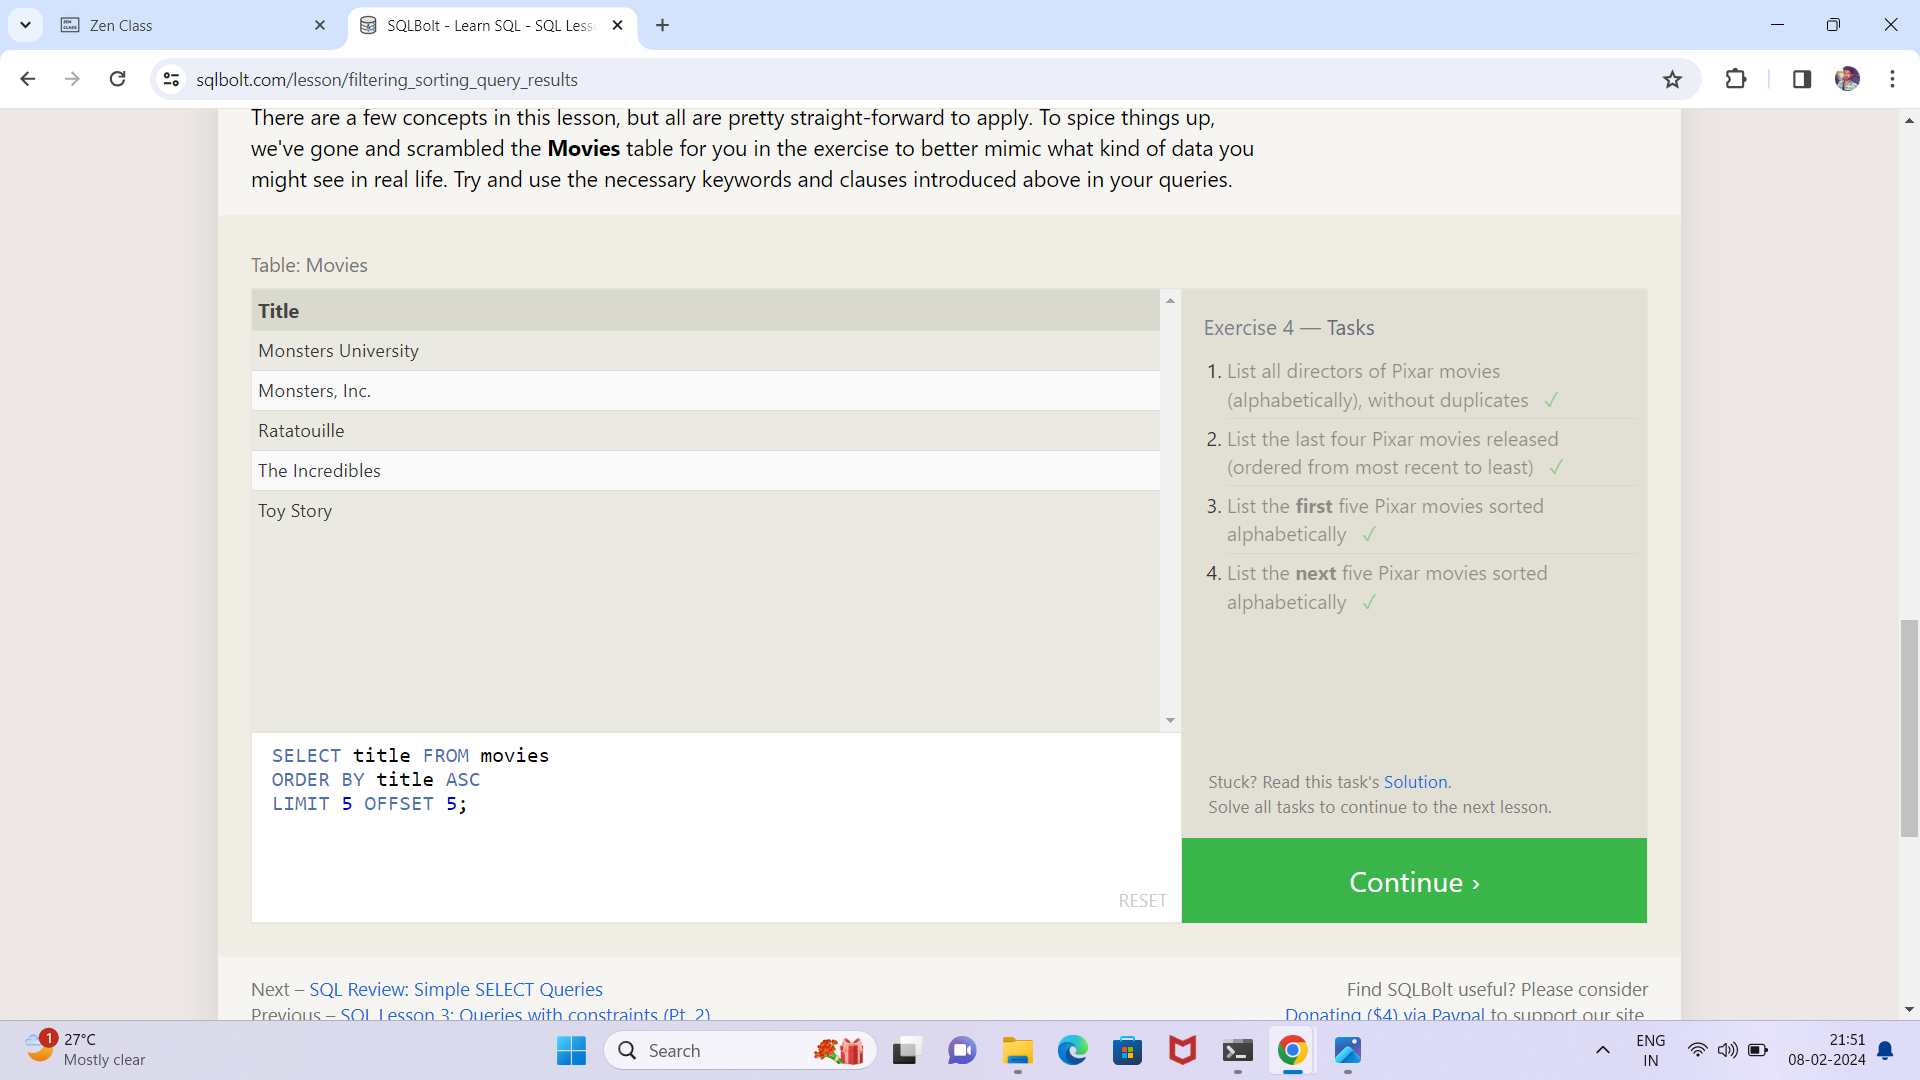 Zen Class
SQLBolt - Learn SQL - SQL Less
sqlbolt.com/lesson/filtering_sorting_query_results
There are a few concepts in this lesson, but all are pretty straight-forward to apply. To spice things up,
we've gone and scrambled the Movies table for you in the exercise to better mimic what kind of data you
might see in real life. Try and use the necessary keywords and clauses introduced above in your queries.
Table: Movies
Title
Monsters University
Monsters, Inc.
Ratatouille
The Incredibles
Toy Story
SELECT title FROM movies
ORDER BY title ASC
LIMIT 5 OFFSET 5;
RESET
Exercise 4 — Tasks
1. List all directors of Pixar movies
(alphabetically), without duplicates ✓
2. List the last four Pixar movies released
(ordered from most recent to least) ✓
3. List the first five Pixar movies sorted
alphabetically ✓
4. List the next five Pixar movies sorted
alphabetically ✓
Stuck? Read this task's Solution.
Solve all tasks to continue to the next lesson.
Continue ›
Next – SQL Review: Simple SELECT Queries
Previous – SQL Lesson 3: Queries with constraints (Pt. 2)
Find SQLBolt useful? Please consider
Donating ($4) via Paypal to support our site.
1
27°C
Mostly clear
Search
ENG
IN
21:51
08-02-2024